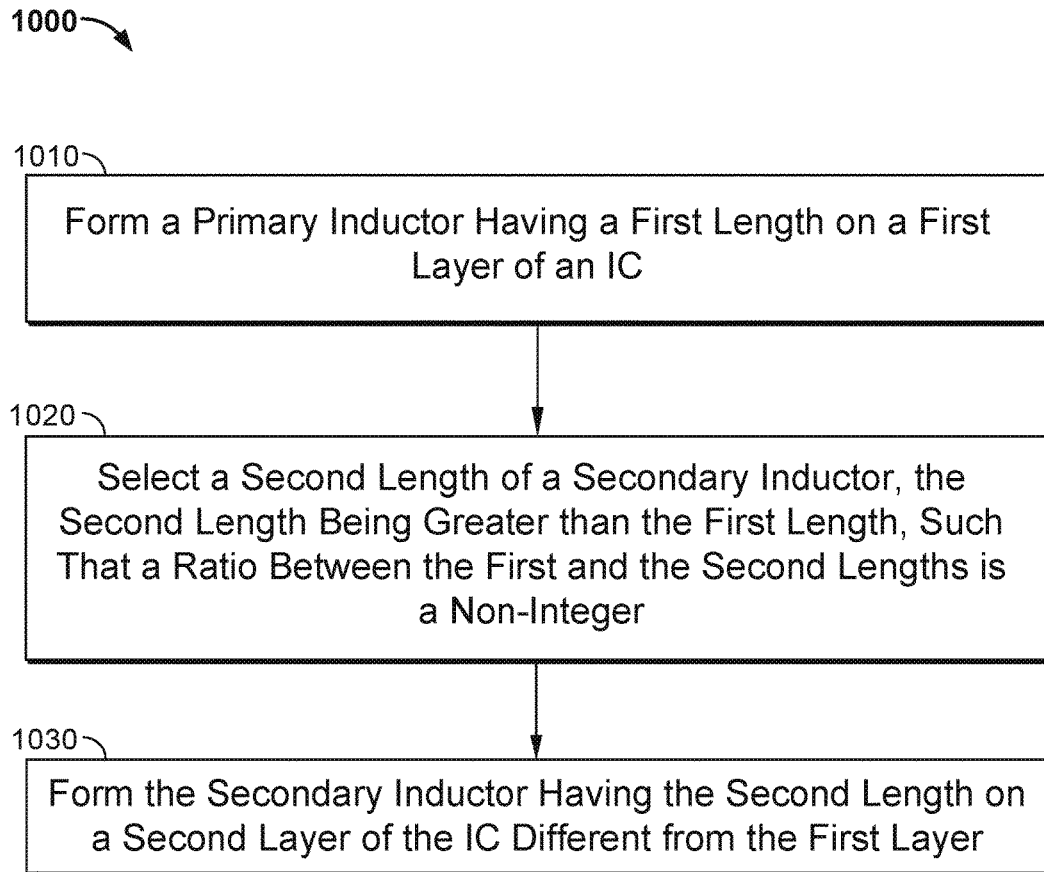 1000
1010
Form a Primary Inductor Having a First Length on a First
Layer of an IC
1020
Select a Second Length of a Secondary Inductor, the
Second Length Being Greater than the First Length, Such
That a Ratio Between the First and the Second Lengths is
a Non-Integer
1030
Form the Secondary Inductor Having the Second Length on
a Second Layer of the IC Different from the First Layer